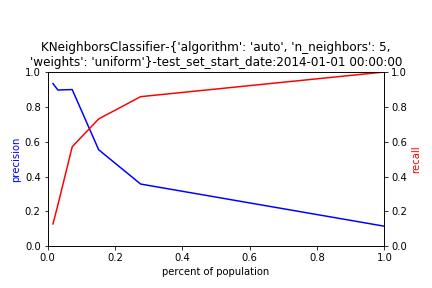 KNeighborsClassifier-{'algorithm': 'auto', 'n_neighbors': 5,
'weights': 'uniform'}-test_set_start_date:2014-01-01 00:00:00
1.0
0.8
0.6
0.4
0.2
0.0
precision
0.0 0.2 0.4 0.6 0.8 1.0
percent of population
1.0
0.8
0.6
0.4
0.2
0.0
recall